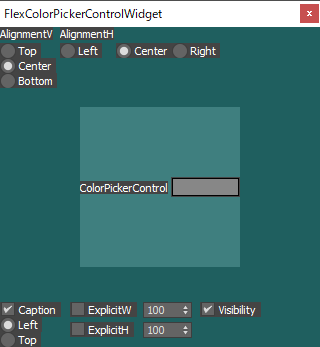 FlexColorPickerControlWidget x
AlignmentV AlignmentH
Top Left Center Right
Center
Bottom
ColorPickerControl
Caption ExplicitW 100 Visibility
Left ExplicitH 100
Top